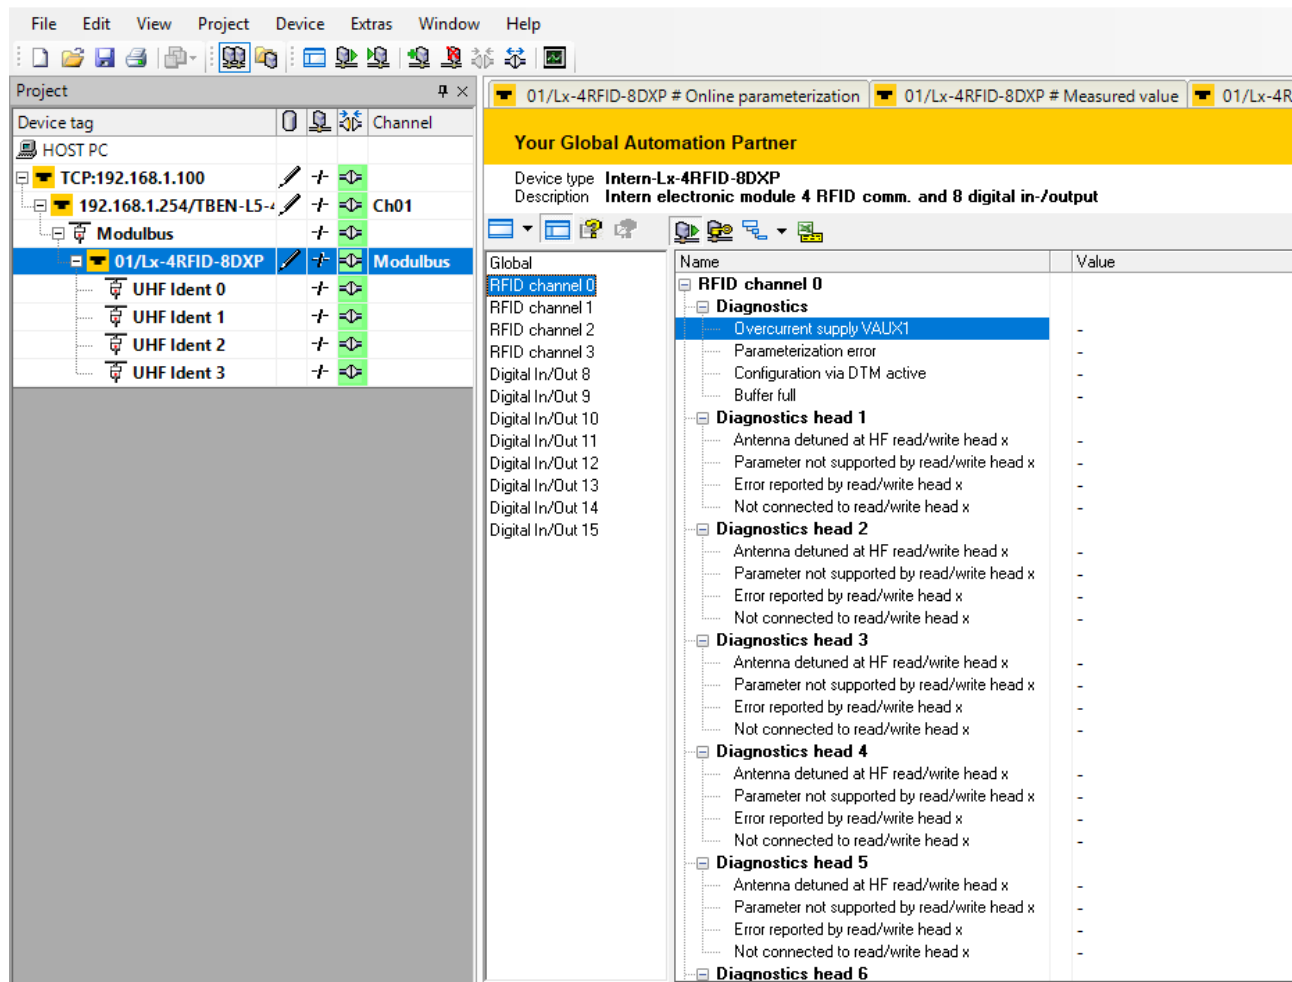 File Edit View Project Device Extras Window Help
Project
Device tag Channel
HOST PC
TCP:192.168.1.100
192.168.1.254/TBEN-L5-4 Ch01
Modulbus
01/Lx-4RFID-8DXP Modulbus
UHF Ident 0
UHF Ident 1
UHF Ident 2
UHF Ident 3
01/Lx-4RFID-8DXP # Online parameterization 01/Lx-4RFID-8DXP # Measured value 01/Lx-4R
Your Global Automation Partner
Device type Intern-Lx-4RFID-8DXP
Description Intern electronic module 4 RFID comm. and 8 digital in-/output
Global
RFID channel 0
RFID channel 1
RFID channel 2
RFID channel 3
Digital In/Out 8
Digital In/Out 9
Digital In/Out 10
Digital In/Out 11
Digital In/Out 12
Digital In/Out 13
Digital In/Out 14
Digital In/Out 15
Name Value
RFID channel 0
Diagnostics
Overcurrent supply VAUX1 -
Parameterization error -
Configuration via DTM active -
Buffer full -
Diagnostics head 1
Antenna detuned at HF read/write head x -
Parameter not supported by read/write head x -
Error reported by read/write head x -
Not connected to read/write head x -
Diagnostics head 2
Antenna detuned at HF read/write head x -
Parameter not supported by read/write head x -
Error reported by read/write head x -
Not connected to read/write head x -
Diagnostics head 3
Antenna detuned at HF read/write head x -
Parameter not supported by read/write head x -
Error reported by read/write head x -
Not connected to read/write head x -
Diagnostics head 4
Antenna detuned at HF read/write head x -
Parameter not supported by read/write head x -
Error reported by read/write head x -
Not connected to read/write head x -
Diagnostics head 5
Antenna detuned at HF read/write head x -
Parameter not supported by read/write head x -
Error reported by read/write head x -
Not connected to read/write head x -
Diagnostics head 6